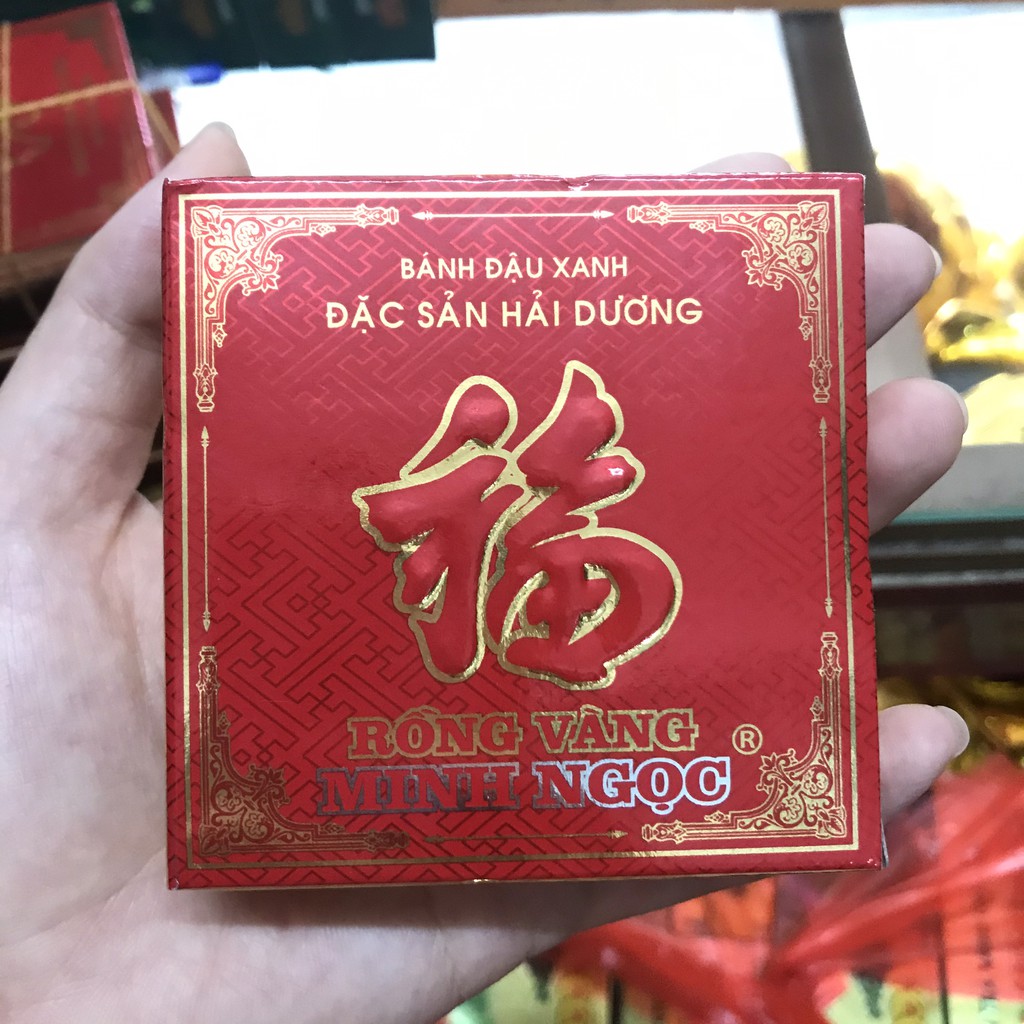 BÁNH ĐẬU XANH
ĐẶC SẢN HẢI DƯƠNG
福
RỒNG VÀNG
MINH NGỌC ®